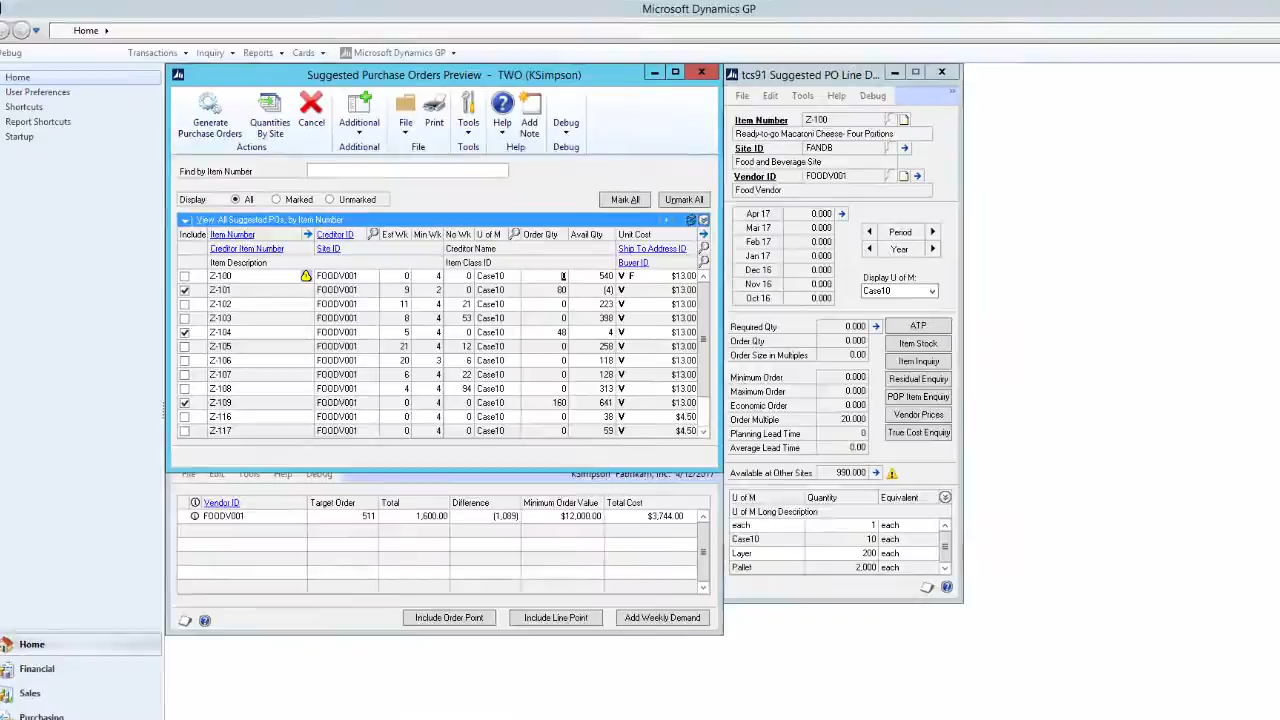 Microsoft Dynamics GP
Home
Debug
Transactions
Inquiry
Reports
Cards
Microsoft Dynamics GP
Home
User Preferences
Shortcuts
Report Shortcuts
Startup
Home
Financial
Sales
Purchasing
Suggested Purchase Orders Preview - TWO (KSimpson)
Generate Purchase Orders
Quantities By Site
Cancel
Additional
File
Print
Tools
Help
Add Note
Debug
Actions
Additional
File
Tools
Help
Debug
Find by Item Number
Display All Marked Unmarked
Mark All
Unmark All
View: All Suggested POs, by Item Number
Include Item Number Creditor ID Est Wk Min Wk No Wk U of M Order Qty Avail Qty Unit Cost
Creditor Item Number Site ID Creditor Name Ship To Address ID
Item Description Item Class ID Buyer ID
Z-100 FOODV001 0 4 0 Case10 540 V F $13.00
Z-101 FOODV001 9 2 0 Case10 80 (4) V $13.00
Z-102 FOODV001 11 4 21 Case10 0 223 V $13.00
Z-103 FOODV001 8 4 53 Case10 0 398 V $13.00
Z-104 FOODV001 5 4 0 Case10 48 4 V $13.00
Z-105 FOODV001 21 4 12 Case10 0 258 V $13.00
Z-106 FOODV001 20 3 6 Case10 0 118 V $13.00
Z-107 FOODV001 6 4 22 Case10 0 128 V $13.00
Z-108 FOODV001 4 4 94 Case10 0 313 V $13.00
Z-109 FOODV001 0 4 0 Case10 160 641 V $13.00
Z-116 FOODV001 0 4 0 Case10 0 38 V $4.50
Z-117 FOODV001 0 4 0 Case10 0 59 V $4.50
File Edit Tools Help Debug KSimpson Fabrikam, Inc. 4/12/2017
Vendor ID Target Order Total Difference Minimum Order Value Total Cost
FOODV001 511 1,600.00 (1,089) $12,000.00 $3,744.00
Include Order Point
Include Line Point
Add Weekly Demand
tcs91 Suggested PO Line D...
File Edit Tools Help Debug
Item Number Z-100
Ready-to-go Macaroni Cheese- Four Portions
Site ID FANDB
Food and Beverage Site
Vendor ID FOODV001
Food Vendor
Apr 17 0.000
Mar 17 0.000
Feb 17 0.000
Jan 17 0.000
Dec 16 0.000
Nov 16 0.000
Oct 16 0.000
Period
Year
Display U of M:
Case10
Required Qty 0.000
Order Qty 0.000
Order Size in Multiples 0.00
Minimum Order 0.000
Maximum Order 0.000
Economic Order 0.000
Order Multiple 20.000
Planning Lead Time 0
Average Lead Time 0.00
ATP
Item Stock
Item Inquiry
Residual Enquiry
POP Item Enquiry
Vendor Prices
True Cost Enquiry
Available at Other Sites 990.000
U of M Quantity Equivalent
U of M Long Description
each 1 each
Case10 10 each
Layer 200 each
Pallet 2,000 each